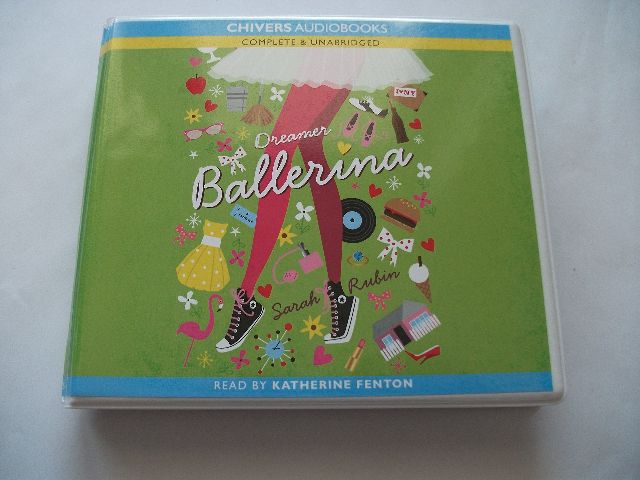 CHIVERS AUDIOBOOKS
COMPLETE & UNABRIDGED
Dreamer
Ballerina
Sarah Rubin
READ BY KATHERINE FENTON